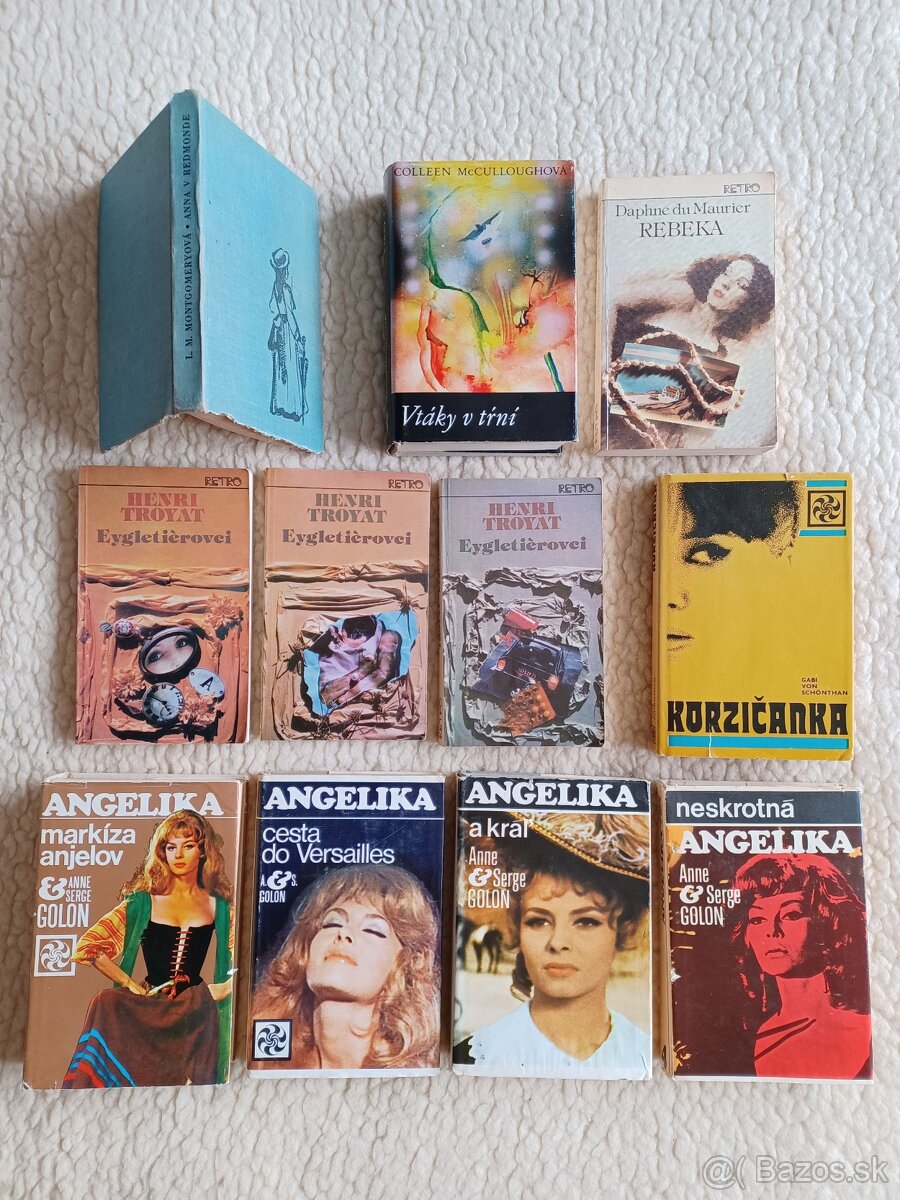 L. M. MONTGOMERYOVÁ • ANNA V REDMONDE
COLLEEN McCULLOUGHOVÁ
Vtáky v tŕní
RETRO
Daphne du Maurier
REBEKA
RETRO
HENRI
TROYAT
Eygletièrovci
RETRO
HENRI
TROYAT
Eygletièrovci
RETRO
HENRI
TROYAT
Eygletièrovci
GABI
VON
SCHÖNTHAN
KORZIČANKA
ANGELIKA
markíza
anjelov
& ANNE
SERGE
GOLON
ANGELIKA
cesta
do Versailles
A. & S.
GOLON
ANGELIKA
a kráľ
Anne
& Serge
GOLON
neskrotná
ANGELIKA
Anne
& Serge
GOLON
@( Bazos.sk